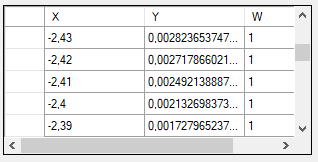 X Y W
-2,43 0,002823653747... 1
-2,42 0,002717866021... 1
-2,41 0,002492138887... 1
-2,4 0,002132698373... 1
-2,39 0,001727965237... 1